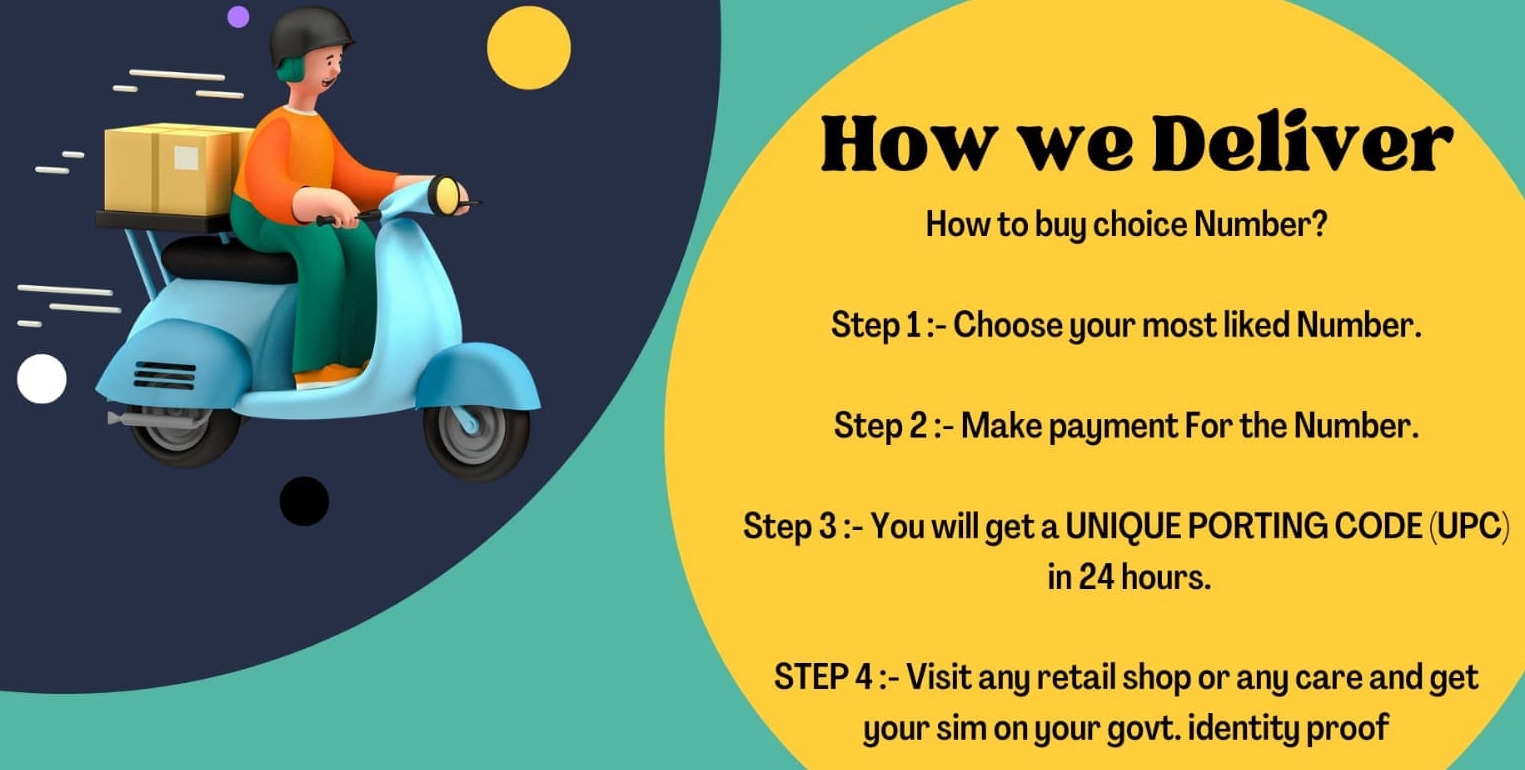 How we Deliver
How to buy choice Number?
Step 1 :- Choose your most liked Number.
Step 2 :- Make payment For the Number.
Step 3 :- You will get a UNIQUE PORTING CODE (UPC)
in 24 hours.
STEP 4 :- Visit any retail shop or any care and get
your sim on your govt. identity proof